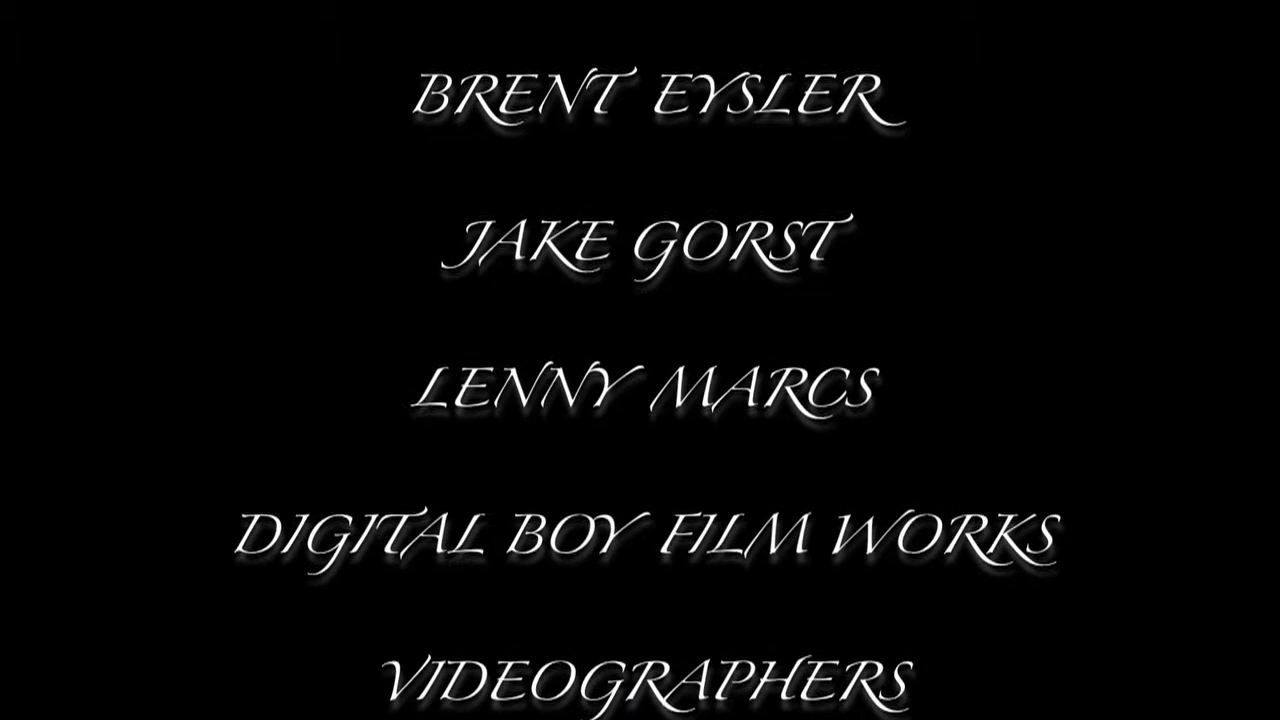 BRENT EYSLER
JAKE GORST
LENNY MARCS
DIGITAL BOY FILM WORKS
VIDEOGRAPHERS